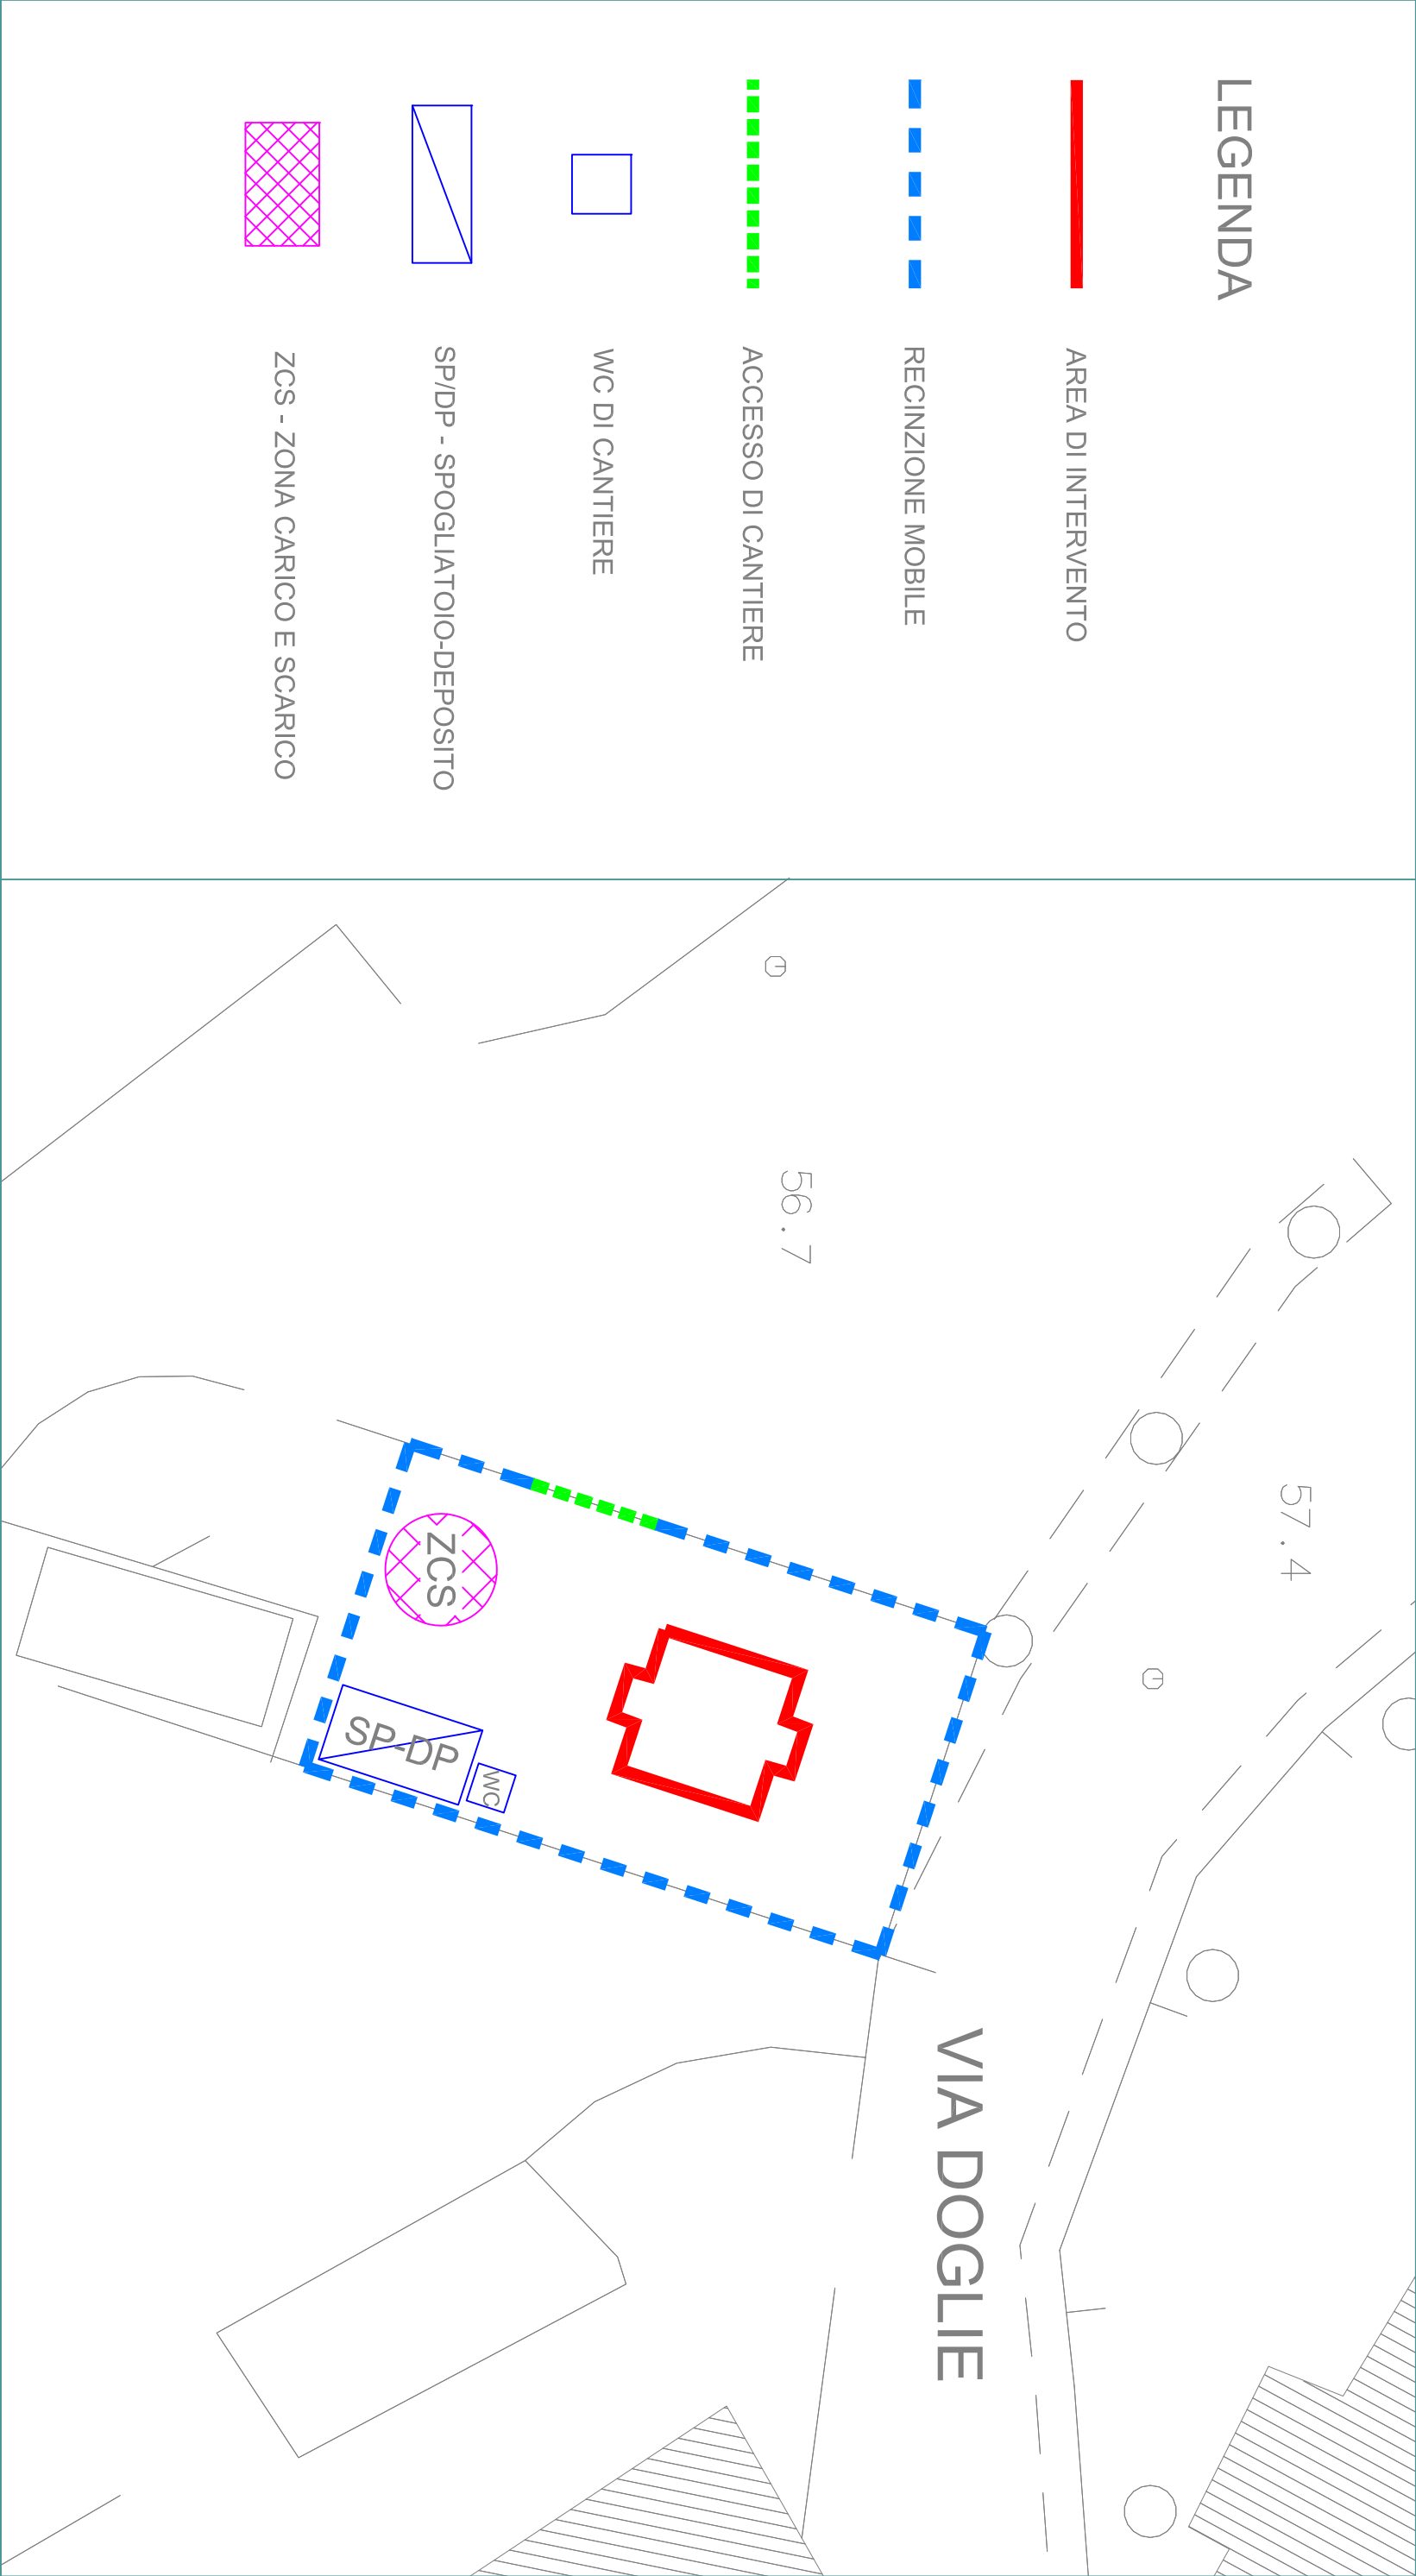 LEGENDA
AREA DI INTERVENTO
RECINZIONE MOBILE
ACCESSO DI CANTIERE
WC DI CANTIERE
SP/DP - SPOGLIATOIO-DEPOSITO
ZCS - ZONA CARICO E SCARICO
57.4
56.7
ZCS
SP-DP
WC
VIA DOGLIE